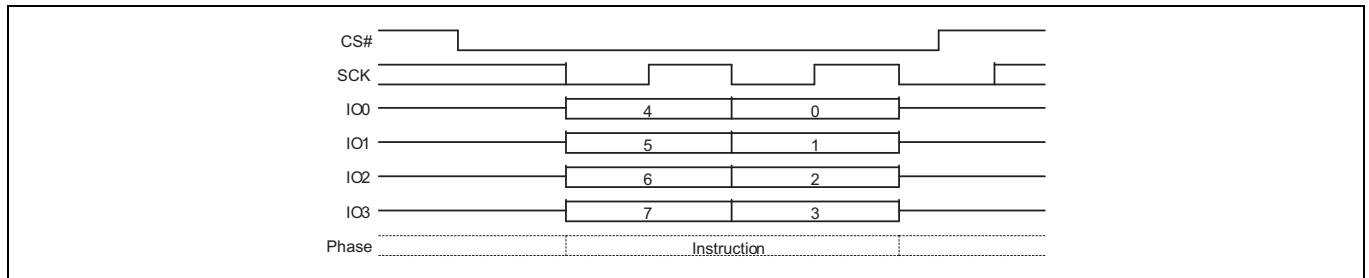 CS#
SCK
IO0 4 0
IO1 5 1
IO2 6 2
IO3 7 3
Phase Instruction